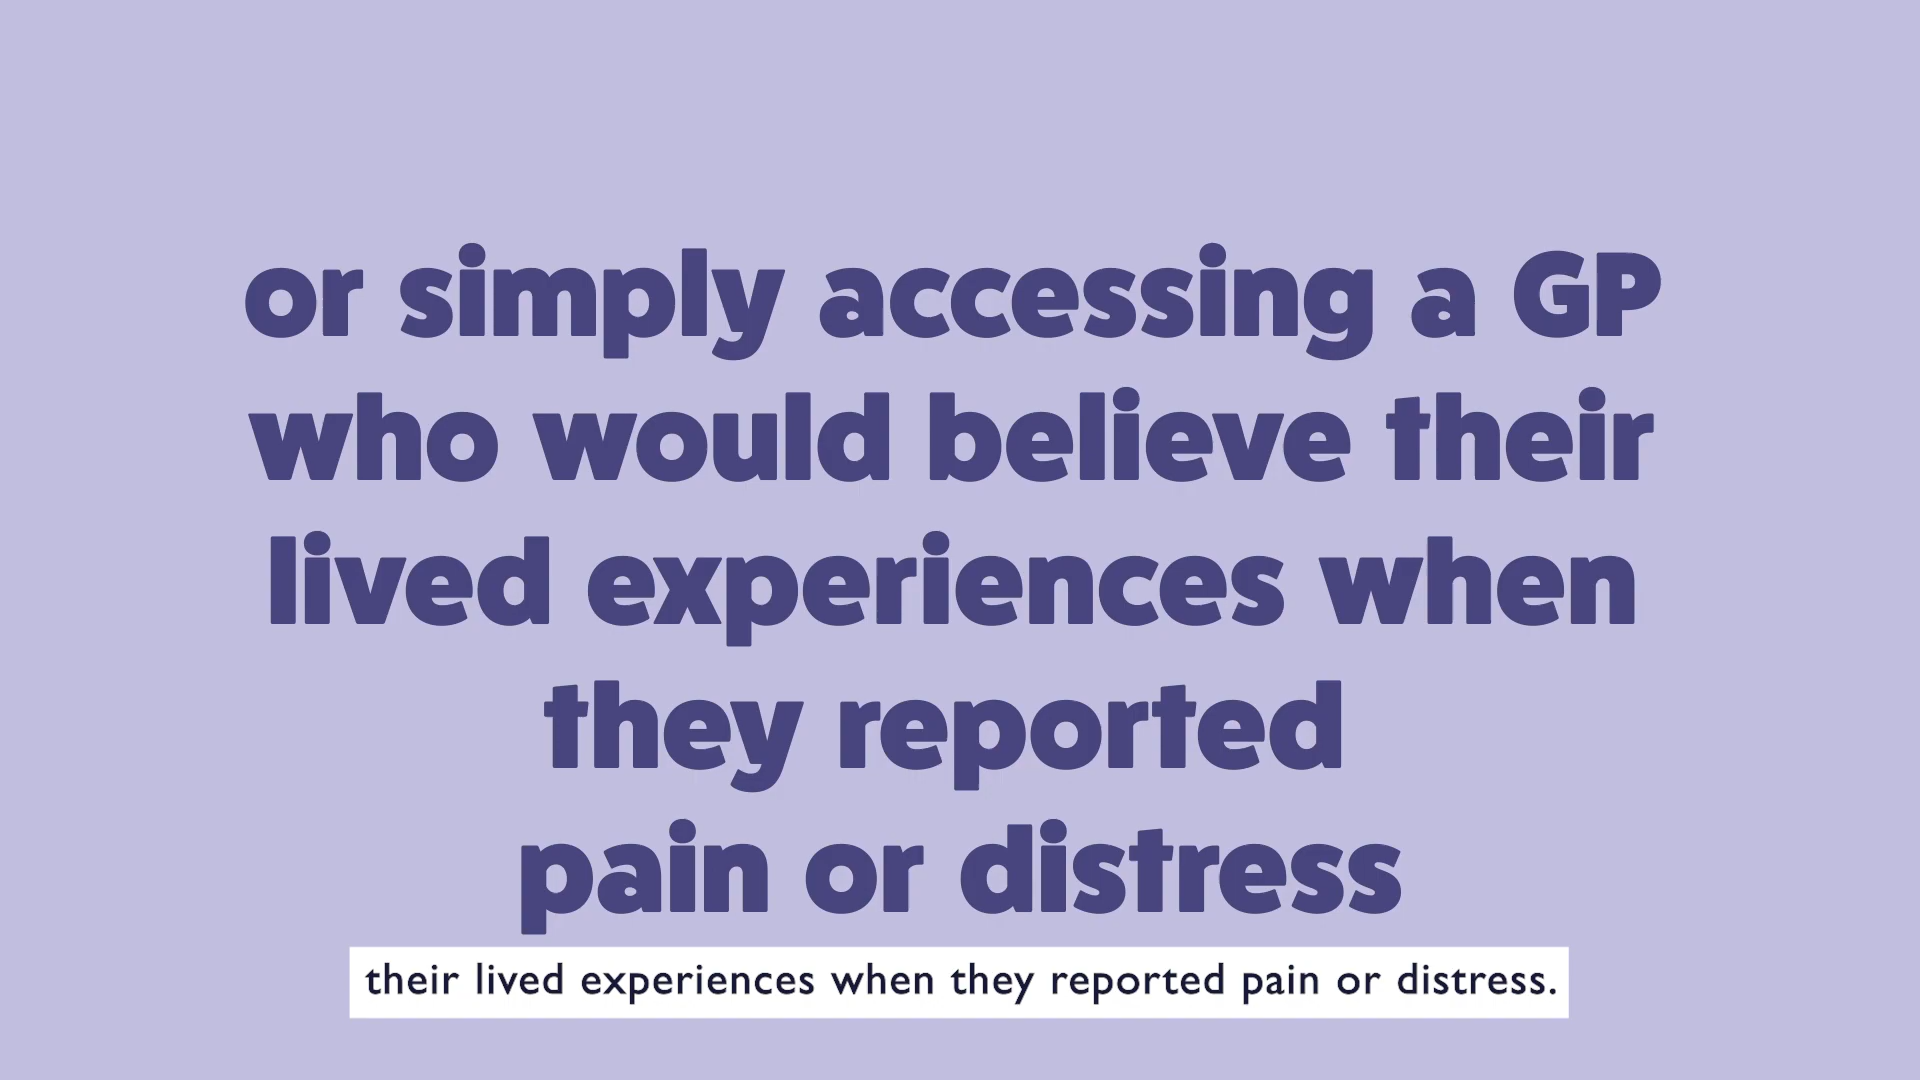 or simply accessing a GP
who would believe their
lived experiences when
they reported
pain or distress
their lived experiences when they reported pain or distress.